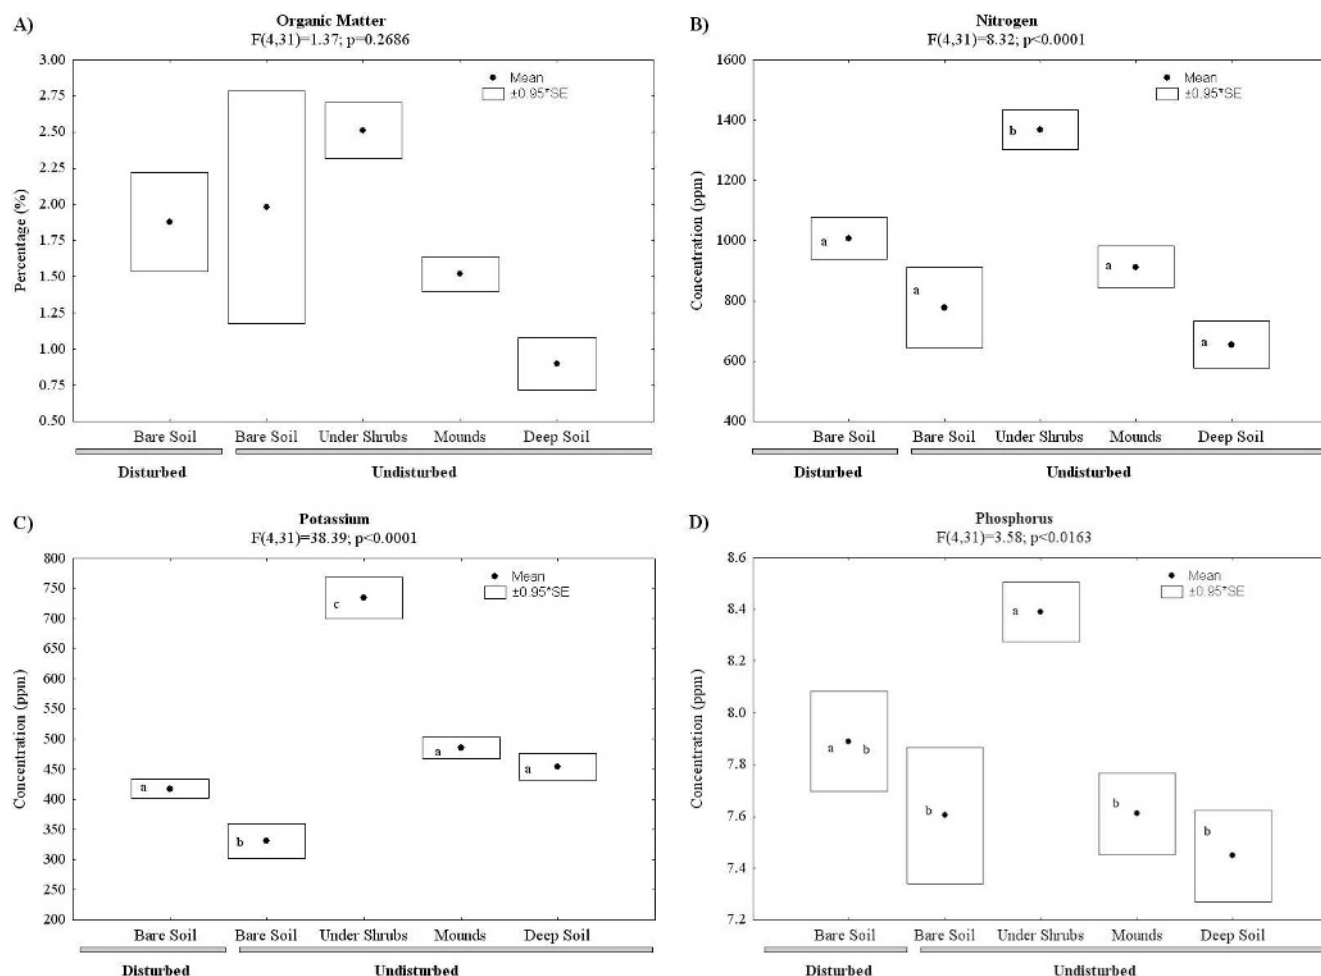 A)
Organic Matter
F(4,31)=1.37; p=0.2686
Mean
±0.95*SE
Percentage (%)
3.00
2.75
2.50
2.25
2.00
1.75
1.50
1.25
1.00
0.75
0.50
Bare Soil Bare Soil Under Shrubs Mounds Deep Soil
Disturbed Undisturbed
B)
Nitrogen
F(4,31)=8.32; p<0.0001
Mean
±0.95*SE
Concentration (ppm)
1600
1400
1200
1000
800
600
400
a
a
b
a
a
Bare Soil Bare Soil Under Shrubs Mounds Deep Soil
Disturbed Undisturbed
C)
Potassium
F(4,31)=38.39; p<0.0001
Mean
±0.95*SE
Concentration (ppm)
800
750
700
650
600
550
500
450
400
350
300
250
200
a
b
c
a
a
Bare Soil Bare Soil Under Shrubs Mounds Deep Soil
Disturbed Undisturbed
D)
Phosphorus
F(4,31)=3.58; p<0.0163
Mean
±0.95*SE
Concentration (ppm)
8.6
8.4
8.2
8.0
7.8
7.6
7.4
7.2
a b
b
a
b
b
Bare Soil Bare Soil Under Shrubs Mounds Deep Soil
Disturbed Undisturbed